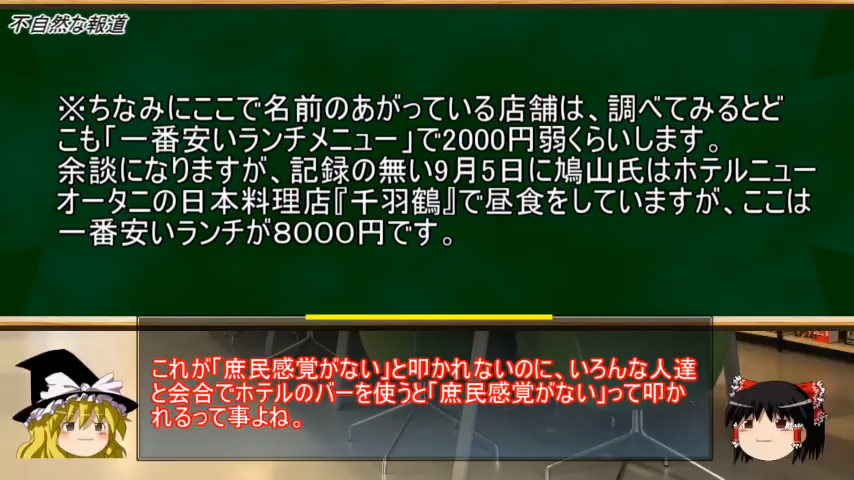 不自然な報道
※ちなみにここで名前のあがっている店舗は、調べてみるとど
こも「一番安いランチメニュー」で2000円弱くらいします。
余談になりますが、記録の無い9月5日に鳩山氏はホテルニュー
オータニの日本料理店『千羽鶴』で昼食をしていますが、ここは
一番安いランチが8000円です。
これが「庶民感覚がない」と叩かれないのに、いろんな人達
と会合でホテルのバーを使うと「庶民感覚がない」って叩か
れるって事よね。